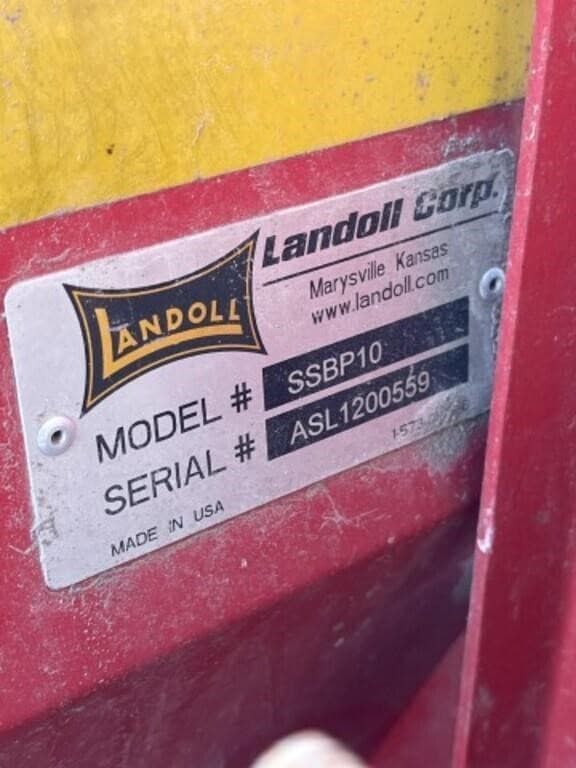 Landoll Corp.
LANDOLL
Marysville Kansas
www.landoll.com
MODEL # SSBP10
SERIAL # ASL1200559
MADE IN USA